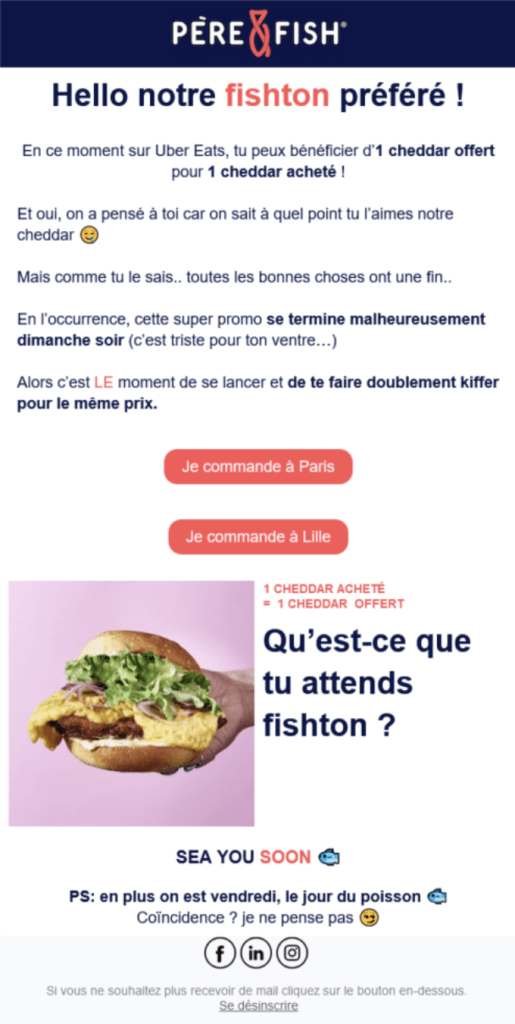 PÈRE & FISH®
Hello notre fishton préféré !
En ce moment sur Uber Eats, tu peux bénéficier d'1 cheddar offert
pour 1 cheddar acheté !
Et oui, on a pensé à toi car on sait à quel point tu l'aimes notre
cheddar 😋
Mais comme tu le sais.. toutes les bonnes choses ont une fin..
En l'occurrence, cette super promo se termine malheureusement
dimanche soir (c'est triste pour ton ventre…)
Alors c'est LE moment de se lancer et de te faire doublement kiffer
pour le même prix.
Je commande à Paris
Je commande à Lille
1 CHEDDAR ACHETÉ
= 1 CHEDDAR OFFERT
Qu'est-ce que
tu attends
fishton ?
SEA YOU SOON 🐟
PS: en plus on est vendredi, le jour du poisson 🐟
Coïncidence ? je ne pense pas 😏
f in
Si vous ne souhaitez plus recevoir de mail cliquez sur le bouton en-dessous.
Se désinscrire